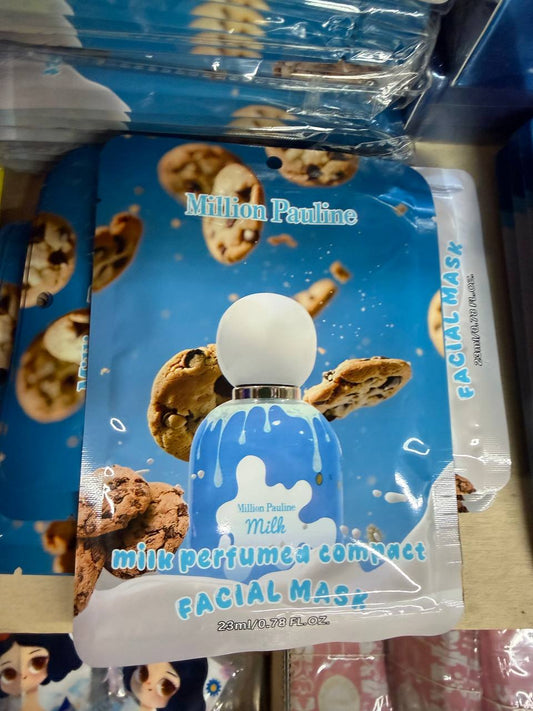 Million Pauline
Million Pauline
Milk
milk perfumed compact
FACIAL MASK
23ml/0.78 FL.OZ.
FACIAL MASK
23ml/0.78 FL.OZ.